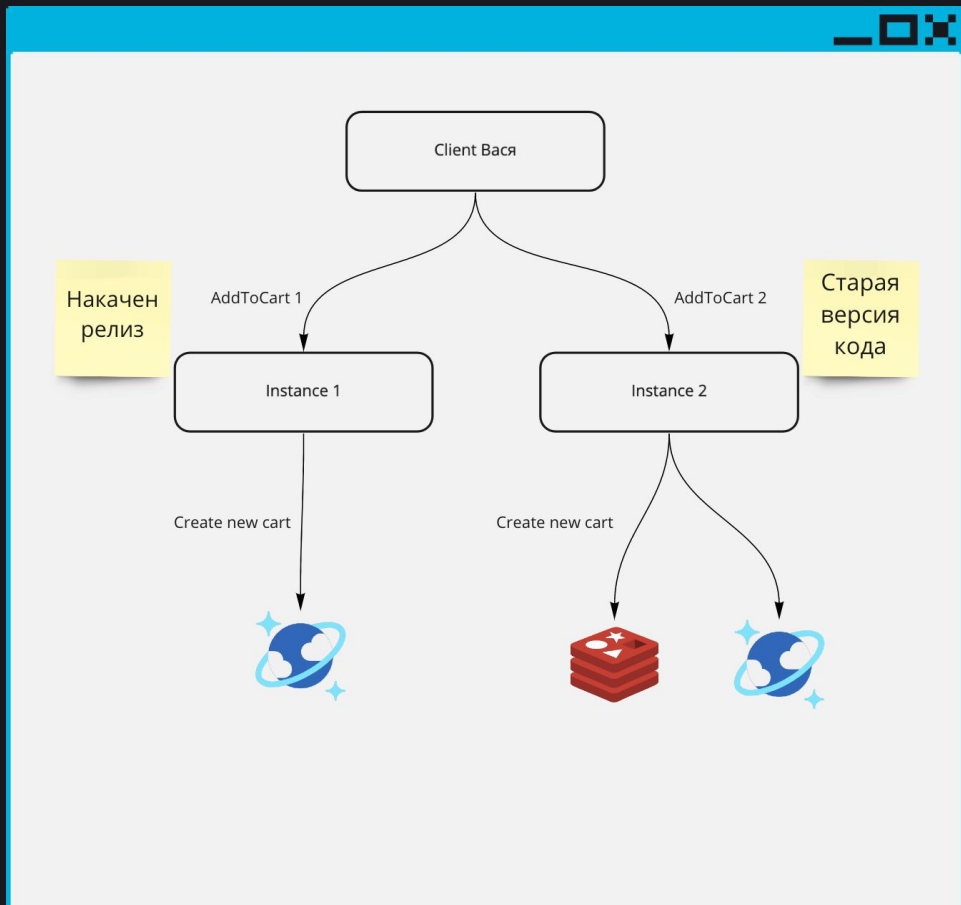 Client Вася
Накачен
релиз
AddToCart 1
AddToCart 2
Старая
версия
кода
Instance 1
Instance 2
Create new cart
Create new cart